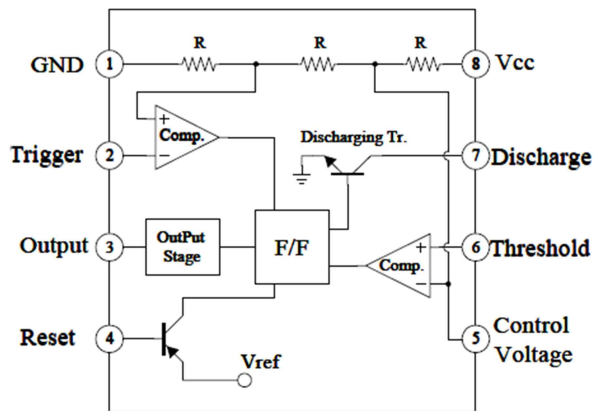 R
R
R
GND
1
8
Vcc
+
Comp.
−
Trigger
2
Discharging Tr.
7
Discharge
Output
3
OutPut
Stage
F/F
+
Comp.
−
6
Threshold
Reset
4
Vref
5
Control
Voltage